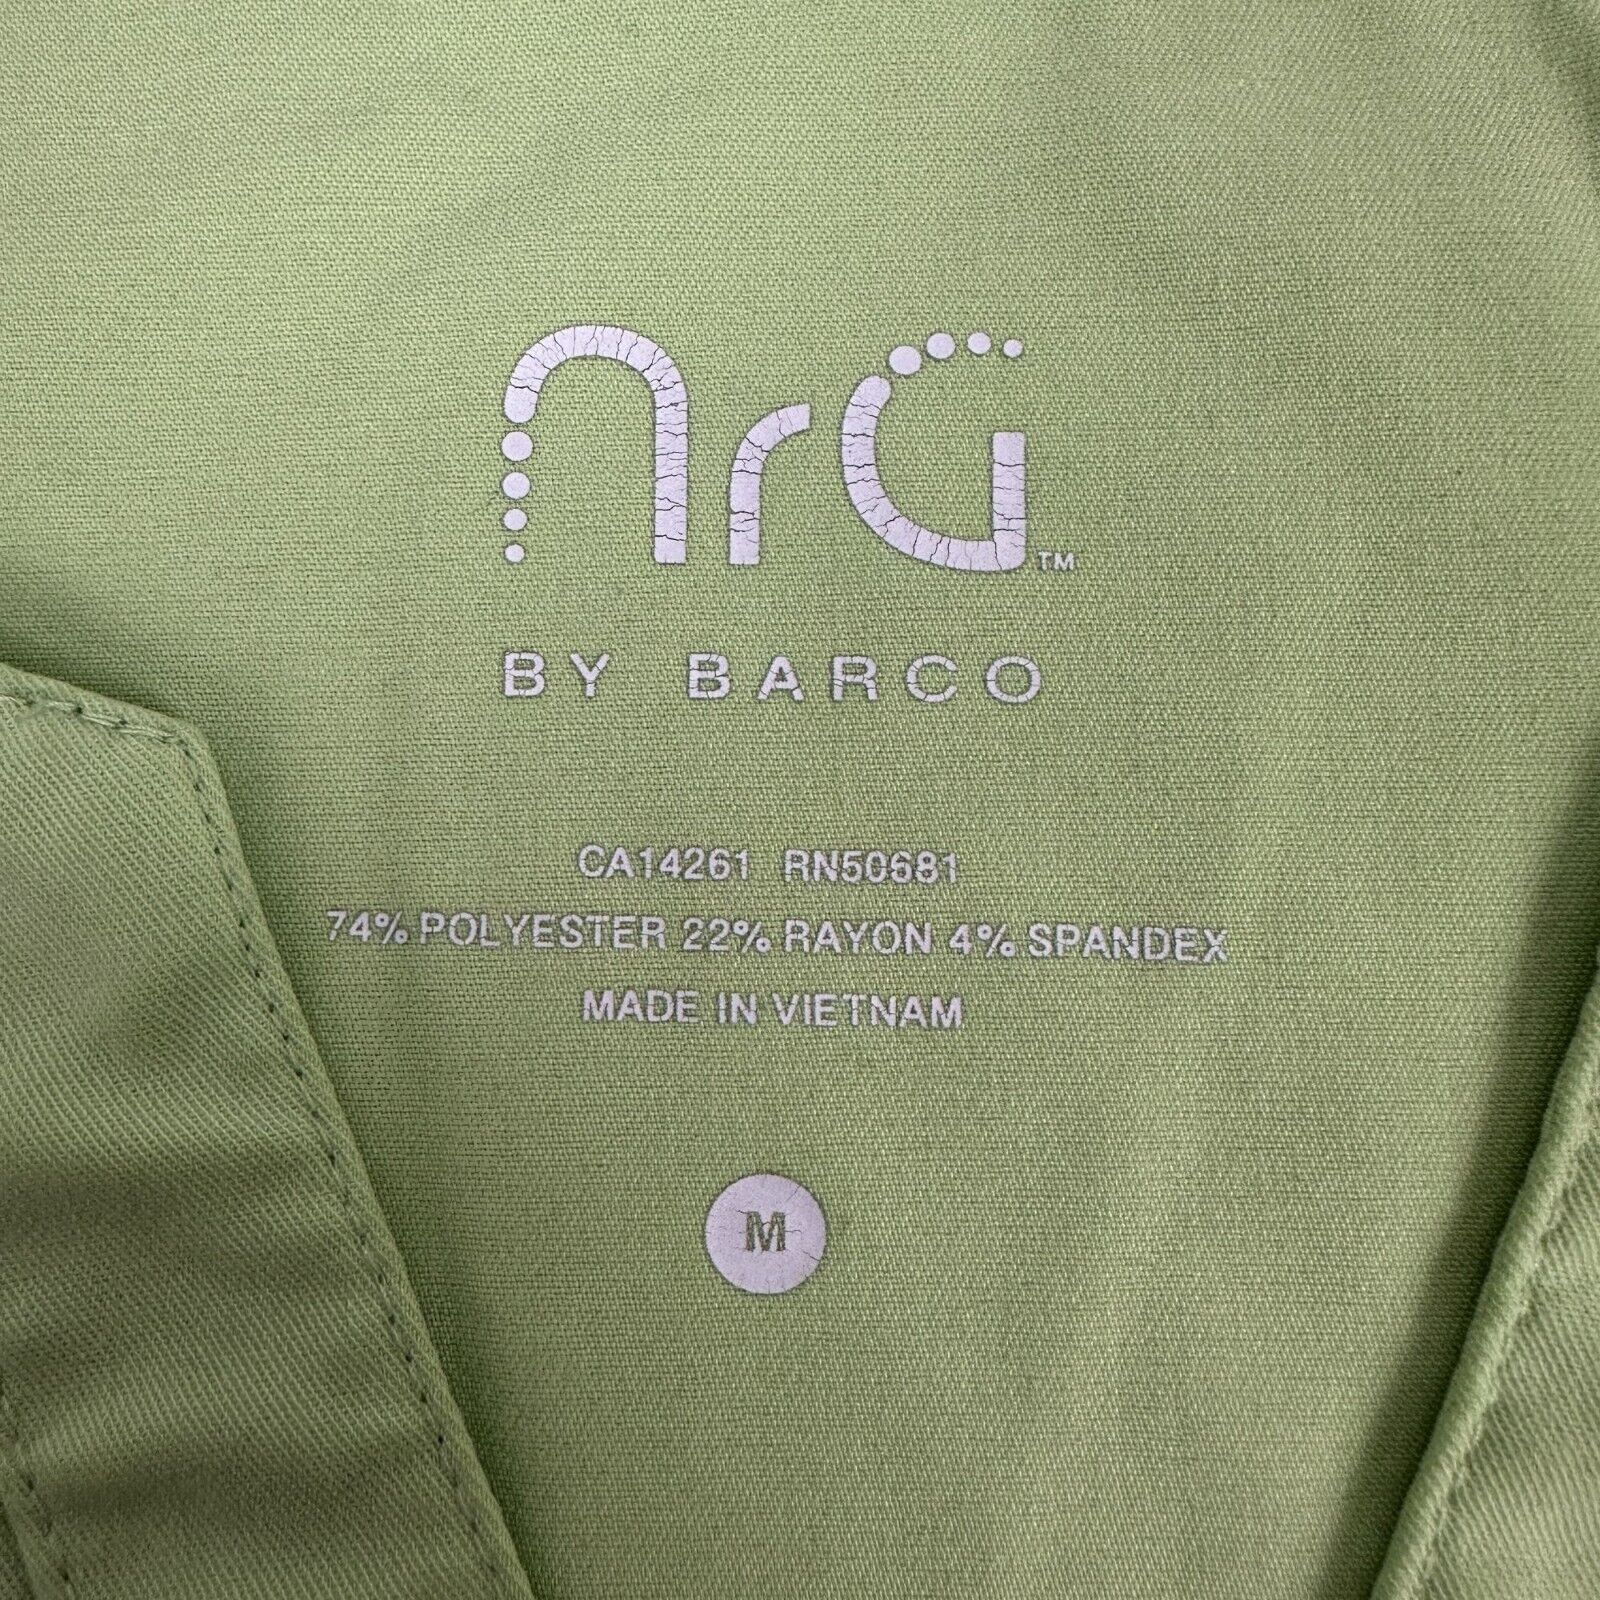 nrG™
BY BARCO
CA14261 RN50681
74% POLYESTER 22% RAYON 4% SPANDEX
MADE IN VIETNAM
M